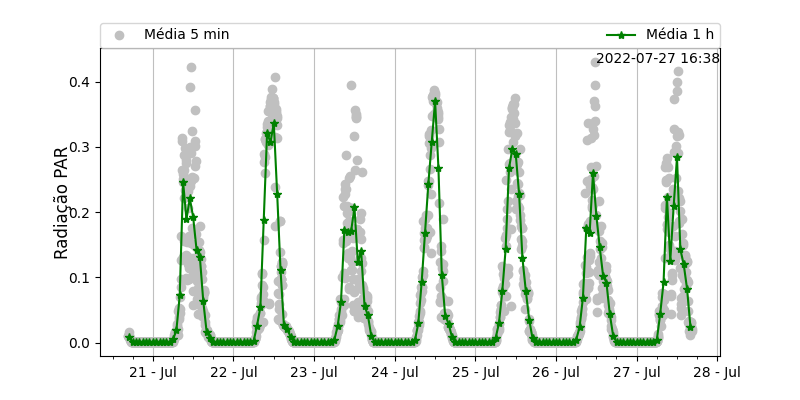 Média 5 min
Média 1 h
2022-07-27 16:38
Radiação PAR
0.4
0.3
0.2
0.1
0.0
21 - Jul
22 - Jul
23 - Jul
24 - Jul
25 - Jul
26 - Jul
27 - Jul
28 - Jul